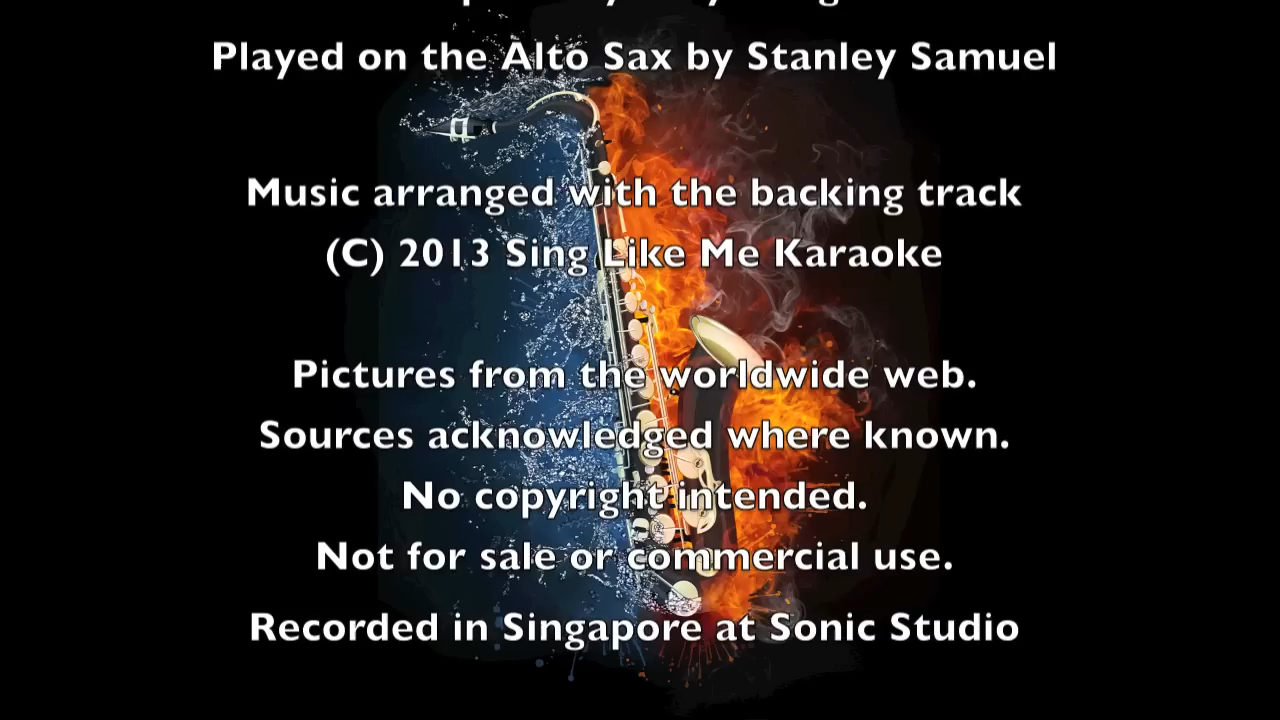 Played on the Alto Sax by Stanley Samuel
Music arranged with the backing track
(C) 2013 Sing Like Me Karaoke
Pictures from the worldwide web.
Sources acknowledged where known.
No copyright intended.
Not for sale or commercial use.
Recorded in Singapore at Sonic Studio